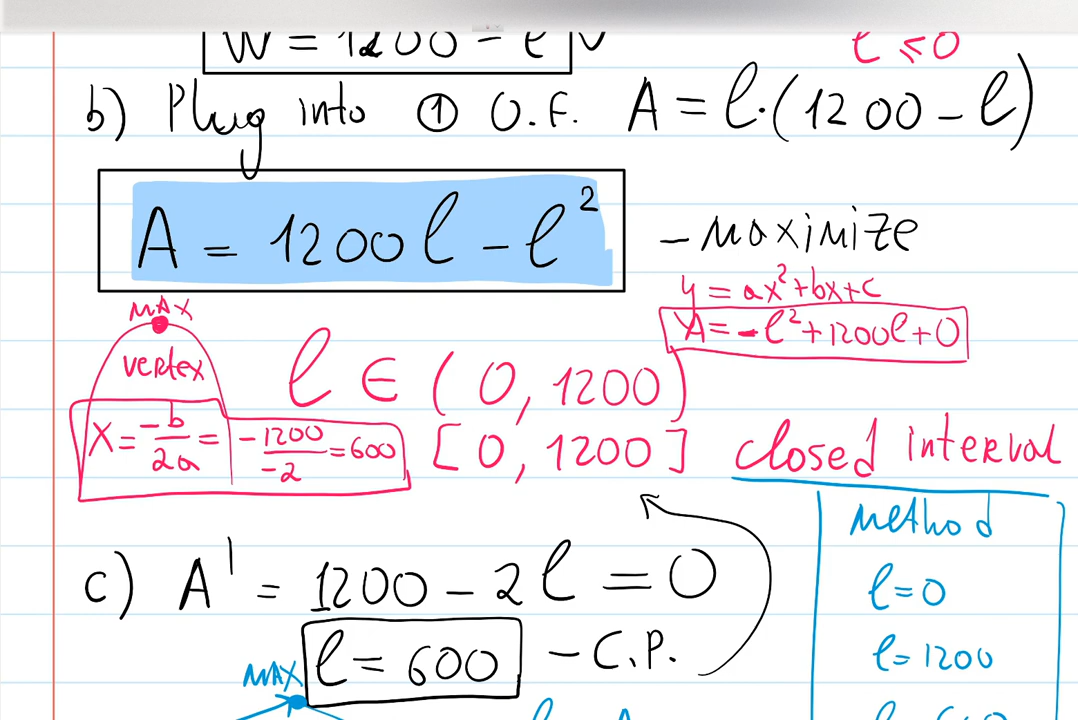 W = 1200 - l
l ≤ 0
b) Plug into ① O.F. A = l·(1200 - l)
A = 1200l - l² - maximize
y = ax²+bx+c
A = -l²+1200l+0
MAX
vertex
l ∈ (0, 1200)
X = -b/2a = -1200/-2 = 600
[0, 1200] closed interval
method
c) A' = 1200 - 2l = 0
l=0
l = 600 - C.P.
l=1200
MAX